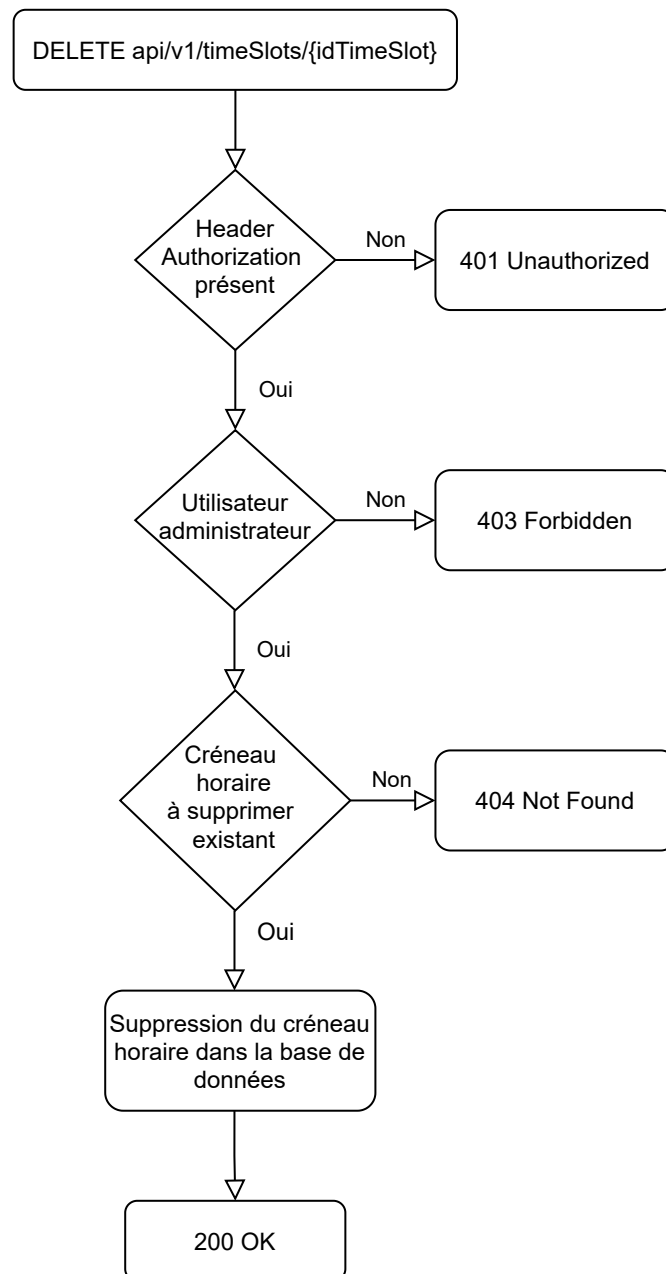 DELETE api/v1/timeSlots/{idTimeSlot}
Header
Authorization
présent
Non
401 Unauthorized
Oui
Utilisateur
administrateur
Non
403 Forbidden
Oui
Créneau
horaire
à supprimer
existant
Non
404 Not Found
Oui
Suppression du créneau
horaire dans la base de
données
200 OK